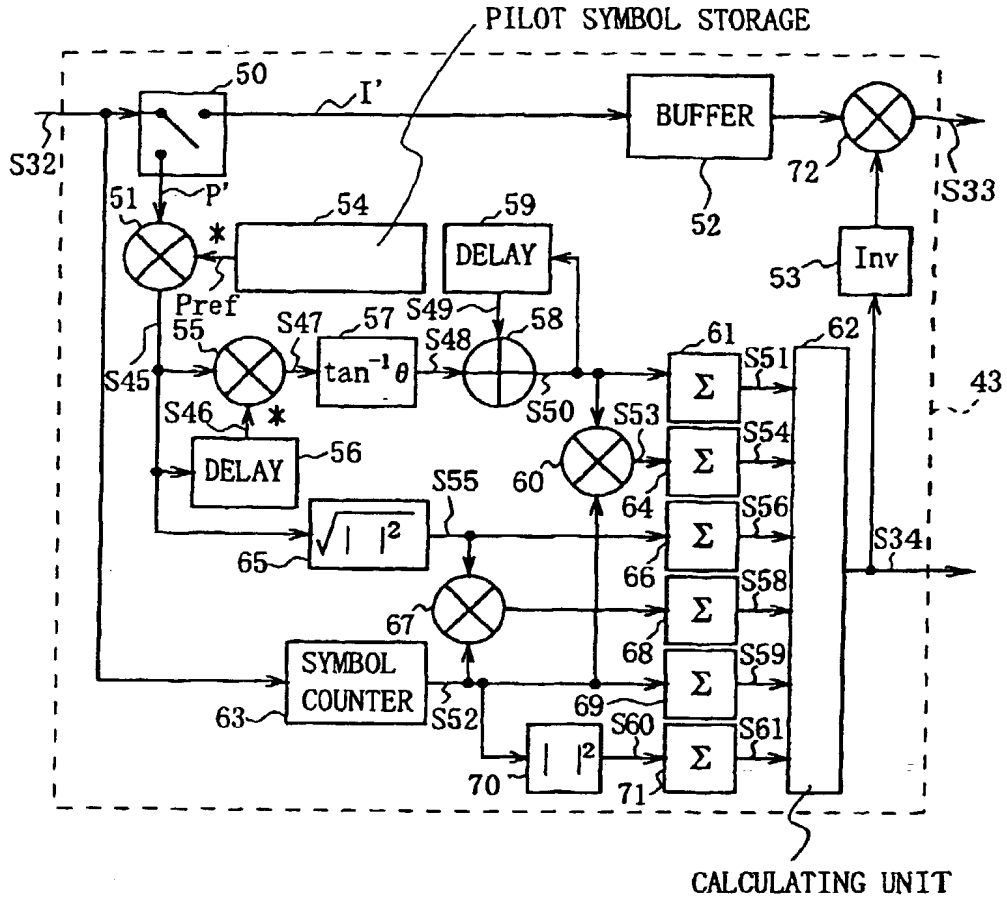 PILOT SYMBOL STORAGE
50
I'
BUFFER
S32
72
S33
51
P'
54
59
52
*
DELAY
53
Inv
Pref
S49
55
S47
57
S48
58
61
62
tan⁻¹θ
Σ
S51
43
S45
S50
S46
*
S53
S54
DELAY
56
60
Σ
S55
64
S56
√| |²
Σ
S34
65
66
S58
67
Σ
68
SYMBOL
COUNTER
S59
Σ
63
S52
69
S60
S61
| |²
Σ
70
71
CALCULATING UNIT